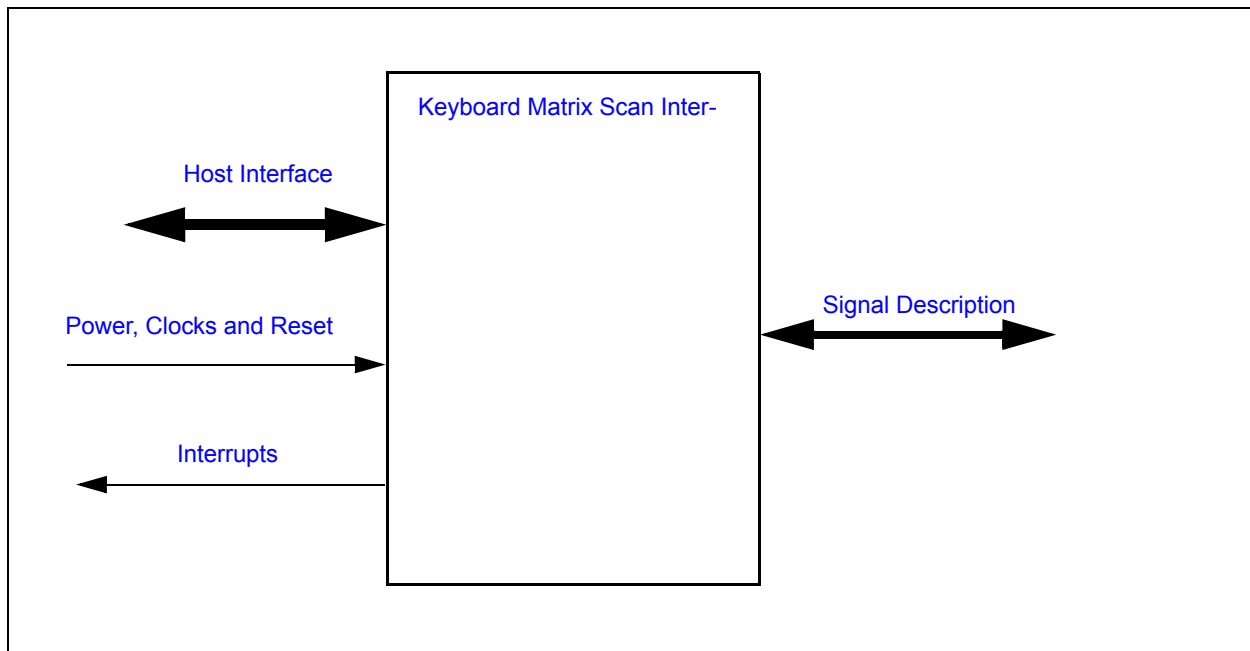 Keyboard Matrix Scan Inter-
Host Interface
Signal Description
Power, Clocks and Reset
Interrupts